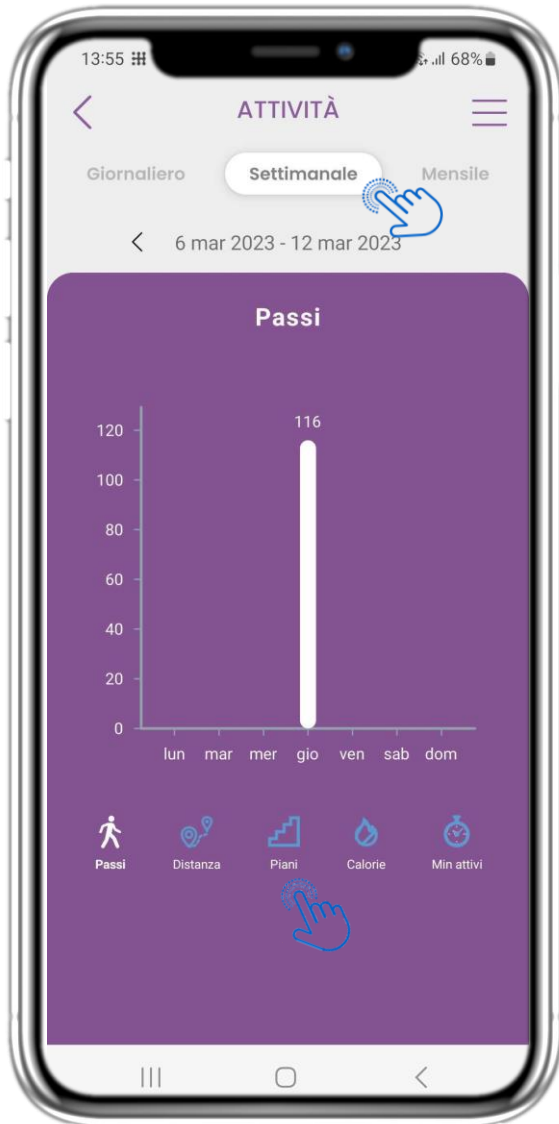 13:55 68%
ATTIVITÀ
Giornaliero Settimanale Mensile
6 mar 2023 - 12 mar 2023
Passi
116
120
100
80
60
40
20
0
lun mar mer gio ven sab dom
Passi Distanza Piani Calorie Min attivi